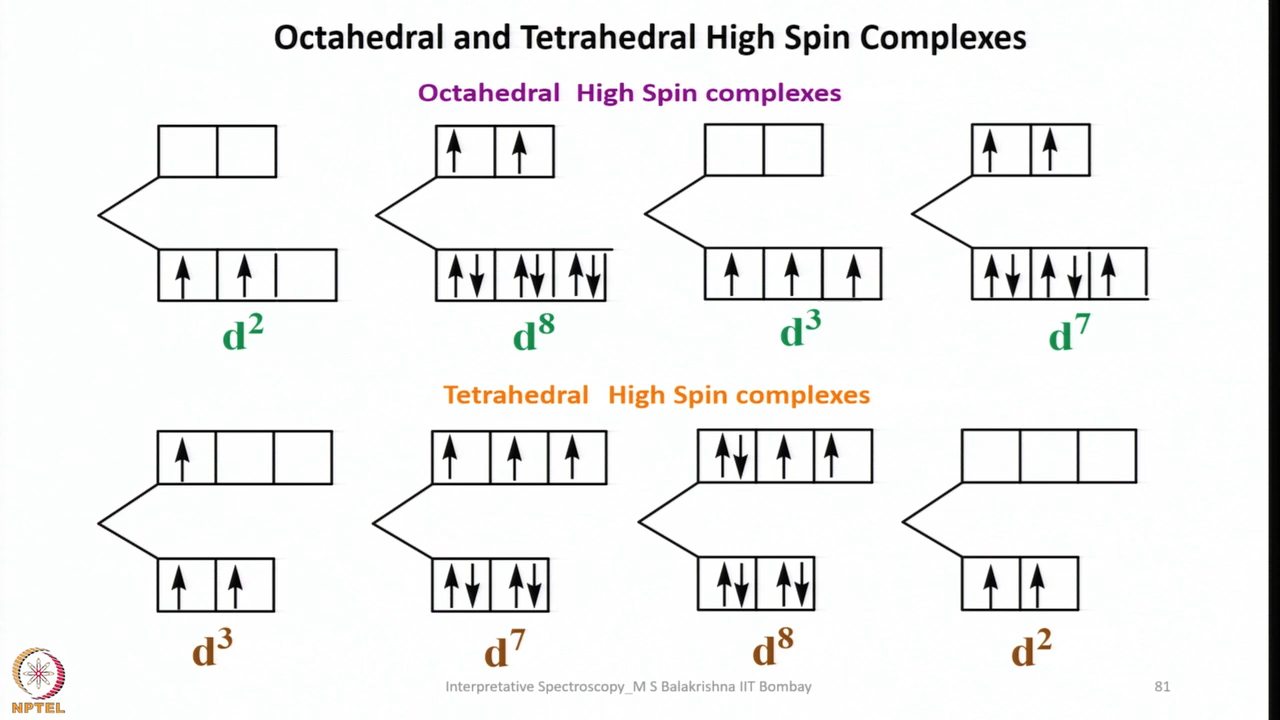 Octahedral and Tetrahedral High Spin Complexes
Octahedral High Spin complexes
d² d⁸ d³ d⁷
Tetrahedral High Spin complexes
d³ d⁷ d⁸ d²
Interpretative Spectroscopy_M S Balakrishna IIT Bombay 81
NPTEL